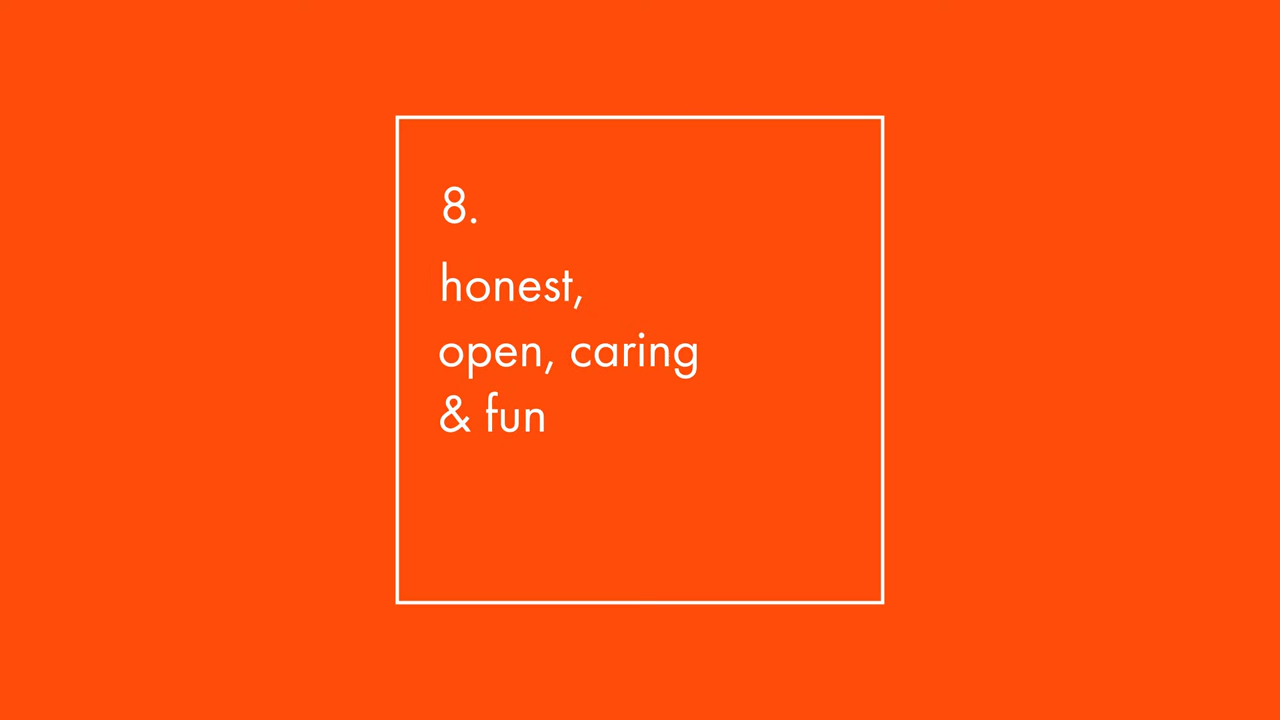 8.
honest,
open, caring
& fun